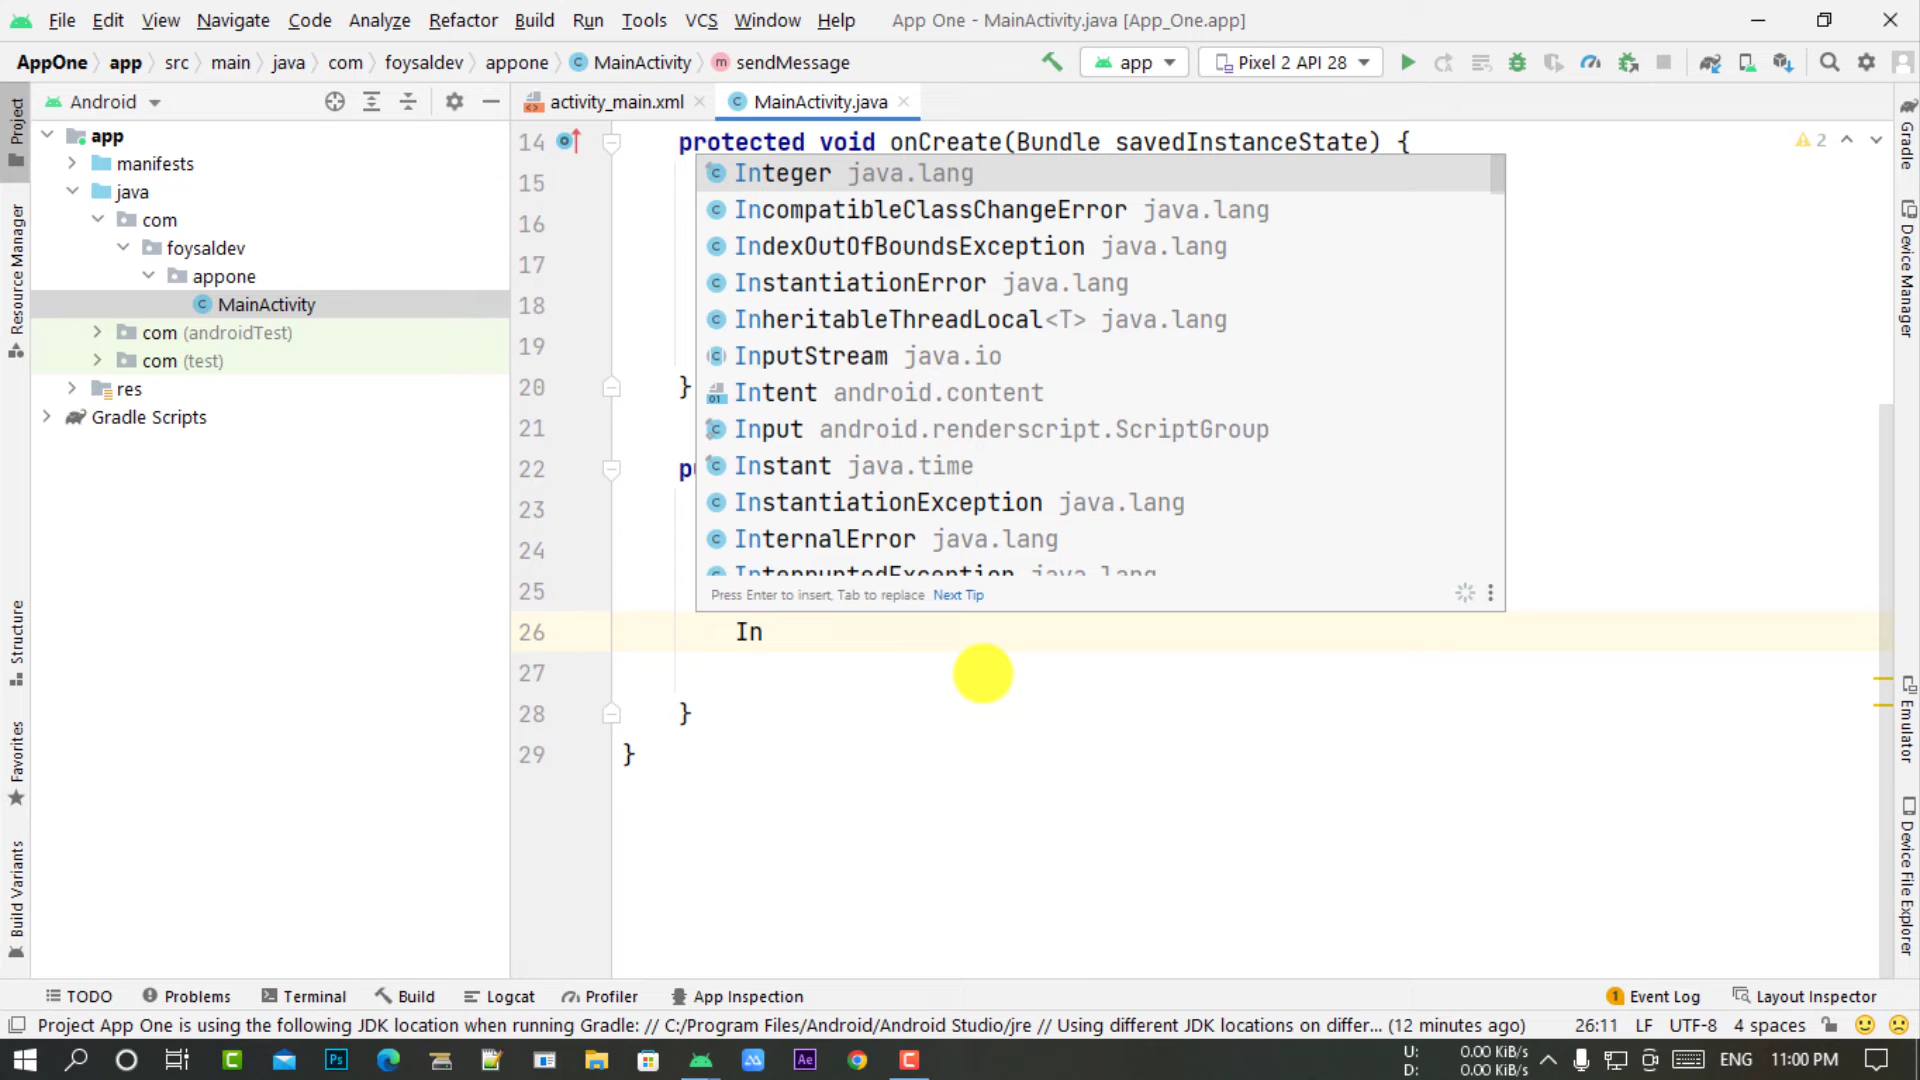 File Edit View Navigate Code Analyze Refactor Build Run Tools VCS Window Help App One - MainActivity.java [App_One.app]
AppOne app src main java com foysaldev appone MainActivity sendMessage app Pixel 2 API 28
Android
activity_main.xml MainActivity.java
Project
Resource Manager
Structure
Favorites
Build Variants
app
manifests
java
com
foysaldev
appone
MainActivity
com (androidTest)
com (test)
res
Gradle Scripts
14 protected void onCreate(Bundle savedInstanceState) {
2
15
16
17
18
19
20 }
21
22 pu
23
24
25
26 In
27
28 }
29 }
Integer java.lang
IncompatibleClassChangeError java.lang
IndexOutOfBoundsException java.lang
InstantiationError java.lang
InheritableThreadLocal<T> java.lang
InputStream java.io
Intent android.content
Input android.renderscript.ScriptGroup
Instant java.time
InstantiationException java.lang
InternalError java.lang
InterruptedException java.lang
Press Enter to insert, Tab to replace Next Tip
Gradle
Device Manager
Emulator
Device File Explorer
TODO Problems Terminal Build Logcat Profiler App Inspection 1 Event Log Layout Inspector
Project App One is using the following JDK location when running Gradle: // C:/Program Files/Android/Android Studio/jre // Using different JDK locations on differ... (12 minutes ago) 26:11 LF UTF-8 4 spaces
U: 0.00 KiB/s
D: 0.00 KiB/s
ENG 11:00 PM